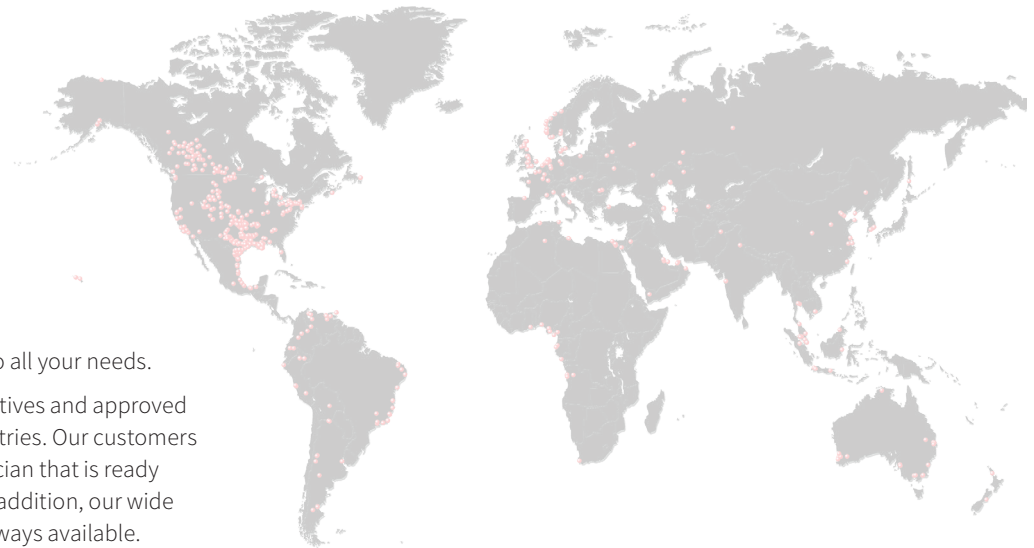 all your needs.
tives and approved
tries. Our customers
cian that is ready
addition, our wide
ways available.